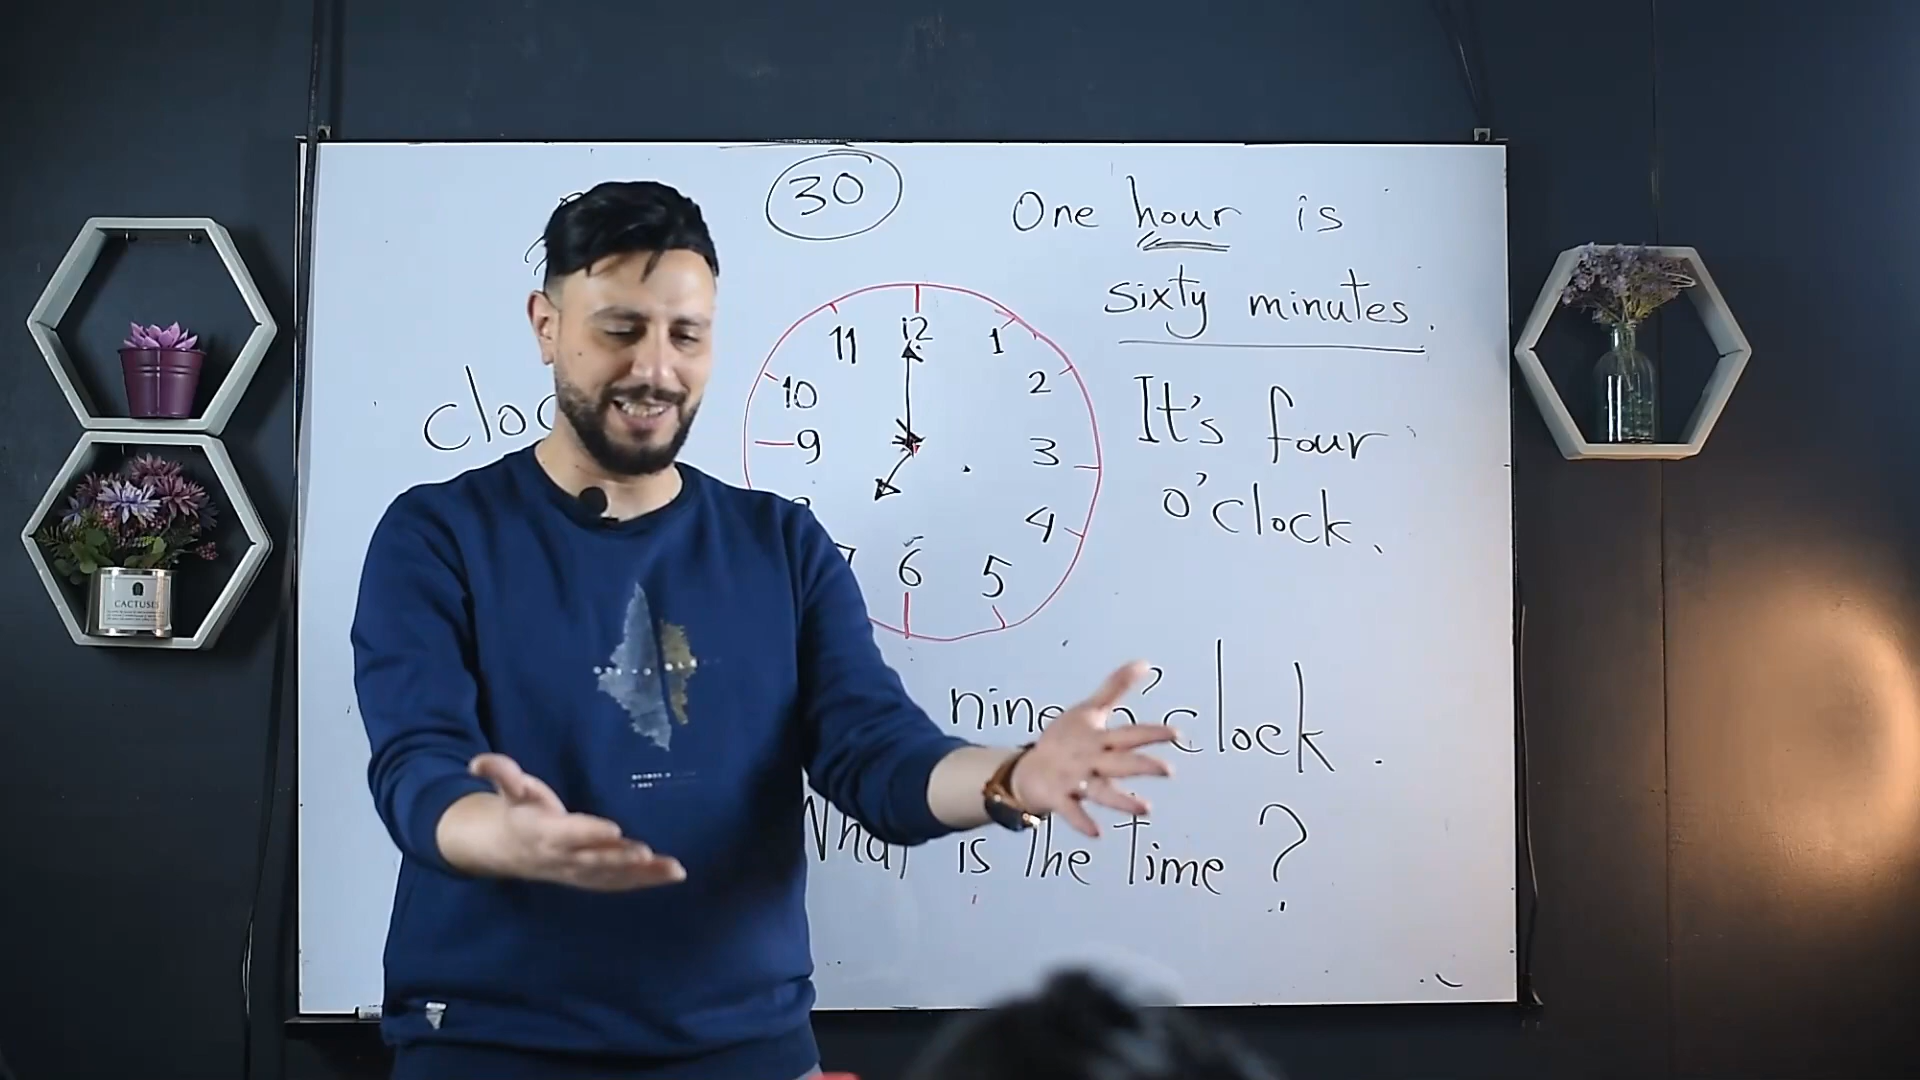 30
One hour is
sixty minutes.
12
11
1
10
2
9
3
4
6
5
It's four
o'clock.
nine o'clock.
What is the time?
CACTUSES